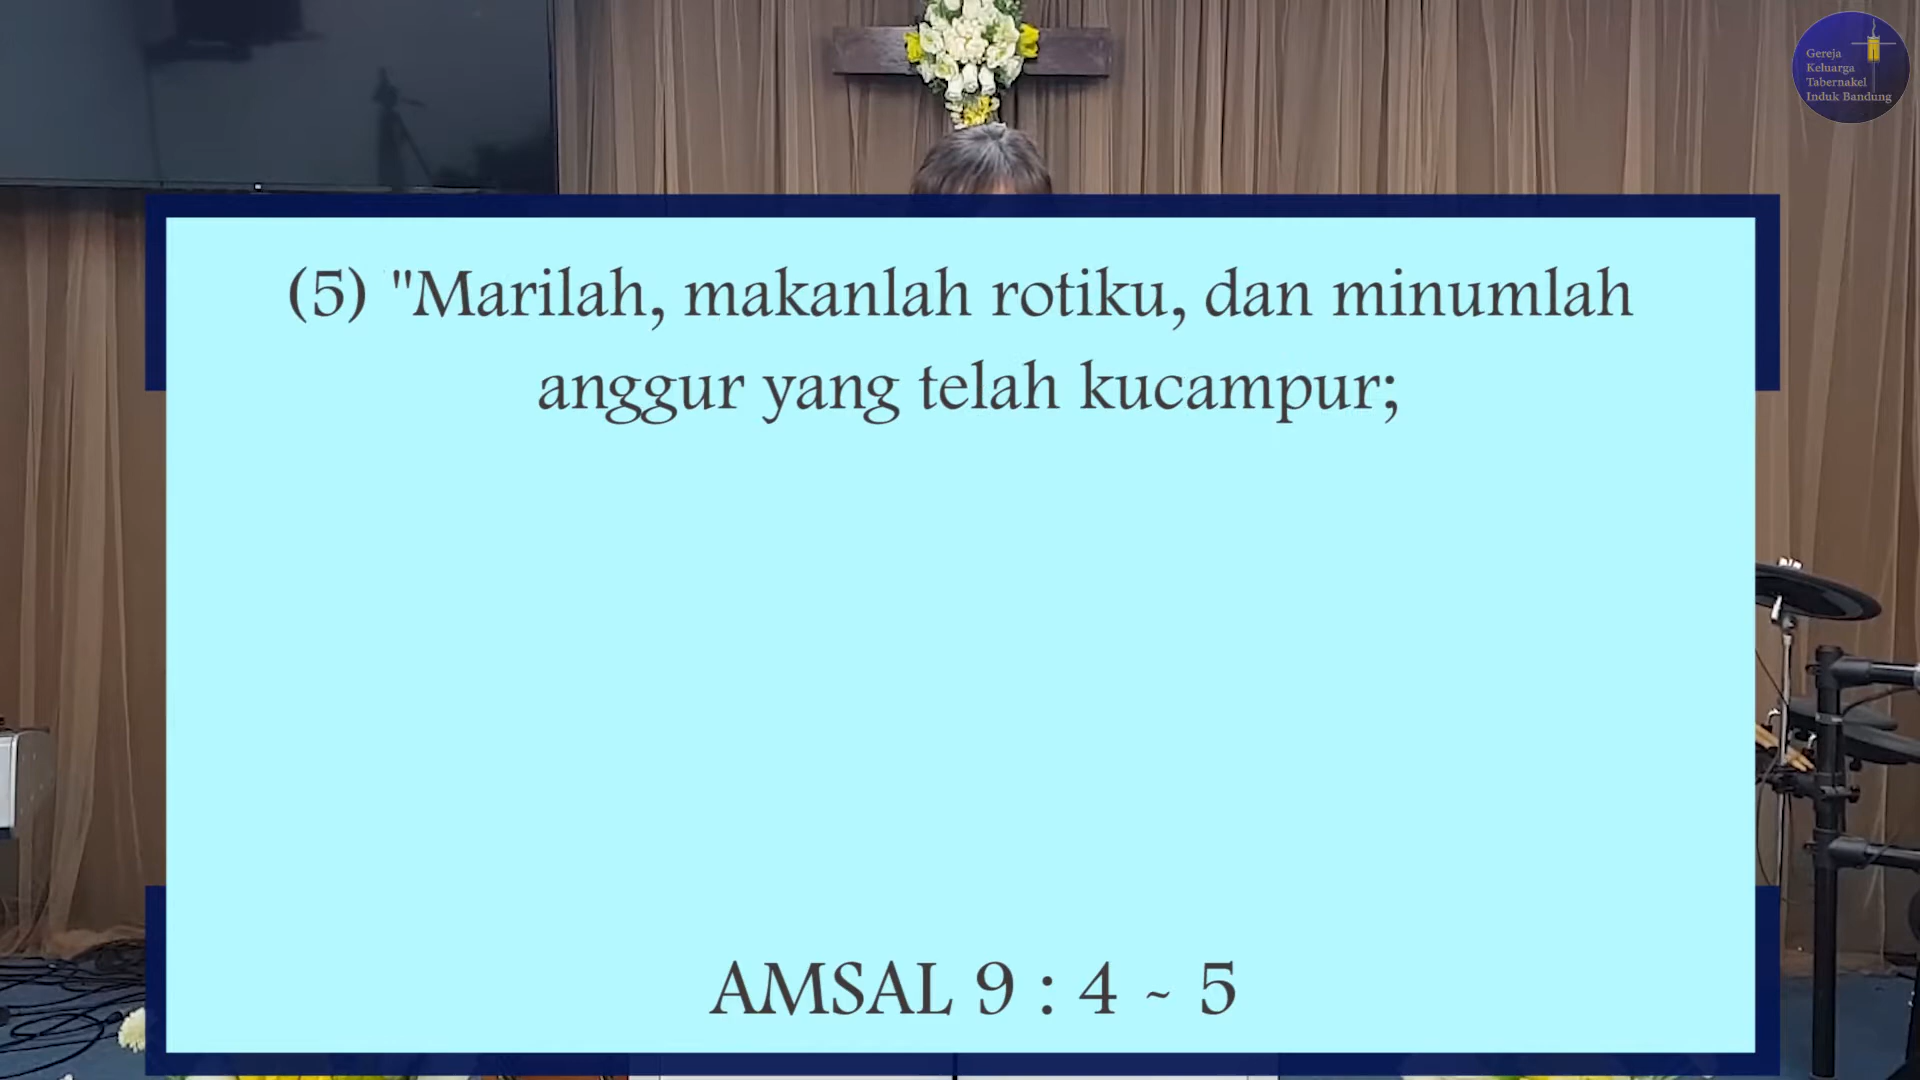 Gereja
Keluarga
Tabernakel
Induk Bandung
(5) "Marilah, makanlah rotiku, dan minumlah
anggur yang telah kucampur;
AMSAL 9 : 4 ~ 5